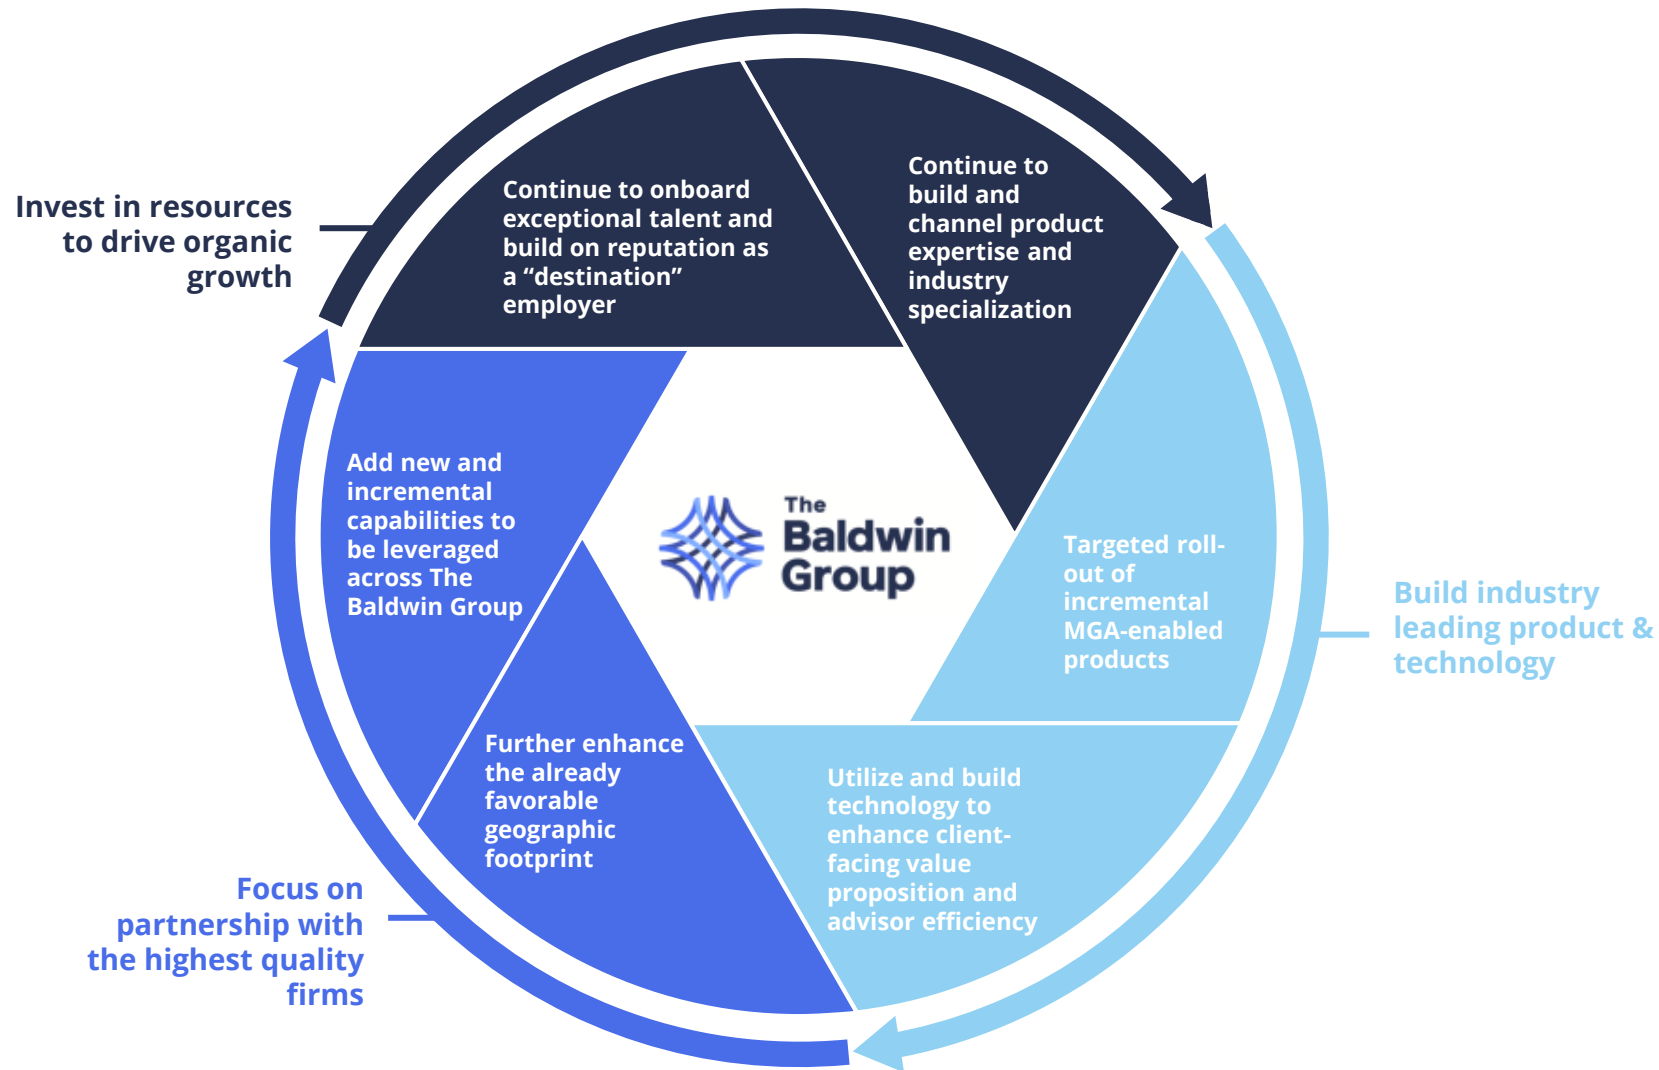 Invest in resources
to drive organic
growth
Continue to onboard
exceptional talent and
build on reputation as
a “destination”
employer
Continue to
build and
channel product
expertise and
industry
specialization
Add new and
incremental
capabilities to
be leveraged
across The
Baldwin Group
The
Baldwin
Group
Targeted roll-
out of
incremental
MGA-enabled
products
Build industry
leading product &
technology
Further enhance
the already
favorable
geographic
footprint
Utilize and build
technology to
enhance client-
facing value
proposition and
advisor efficiency
Focus on
partnership with
the highest quality
firms